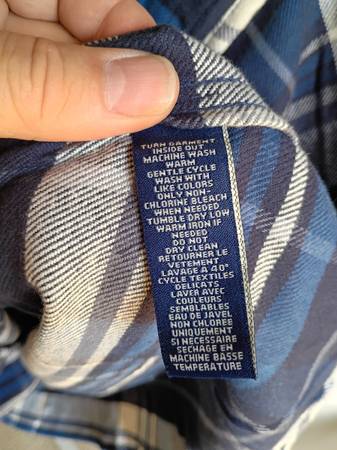 TURN GARMENT
INSIDE OUT
MACHINE WASH
WARM
GENTLE CYCLE
WASH WITH
LIKE COLORS
ONLY NON-
CHLORINE BLEACH
WHEN NEEDED
TUMBLE DRY LOW
WARM IRON IF
NEEDED
DO NOT
DRY CLEAN
RETOURNER LE
VETEMENT
LAVAGE A 40°
CYCLE TEXTILES
DELICATS
LAVER AVEC
COULEURS
SEMBLABLES
EAU DE JAVEL
NON CHLOREE
UNIQUEMENT
SI NECESSAIRE
SECHAGE EN
MACHINE BASSE
TEMPERATURE